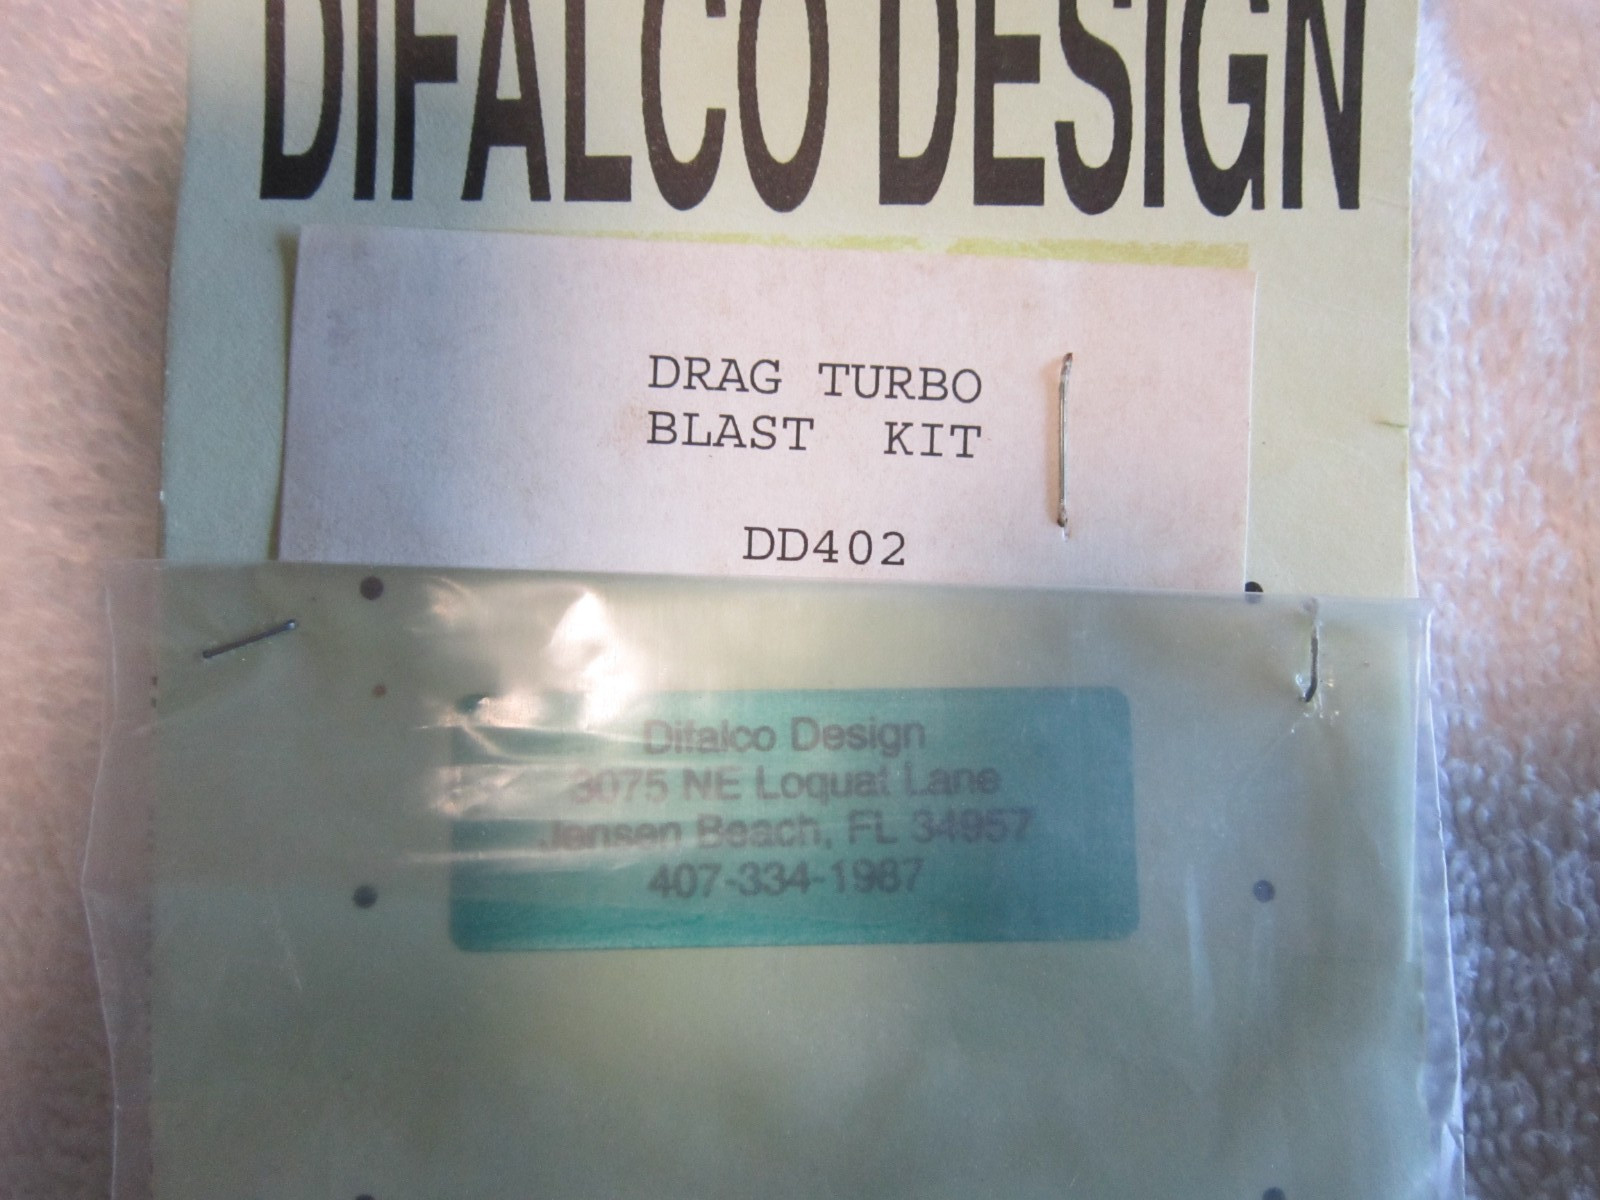 DIFALCO DESIGN
DRAG TURBO
BLAST KIT
DD402
Difalco Design
3075 NE Loquat Lane
Jensen Beach, FL 34957
407-334-1987